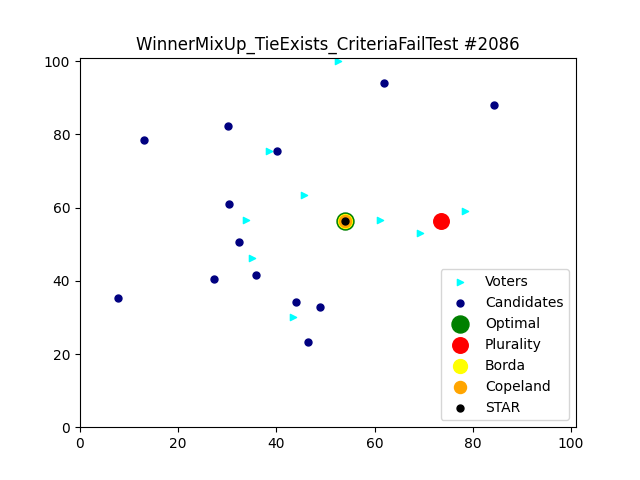 WinnerMixUp_TieExists_CriteriaFailTest #2086
100
80
60
40
20
0
0 20 40 60 80 100
Voters
Candidates
Optimal
Plurality
Borda
Copeland
STAR